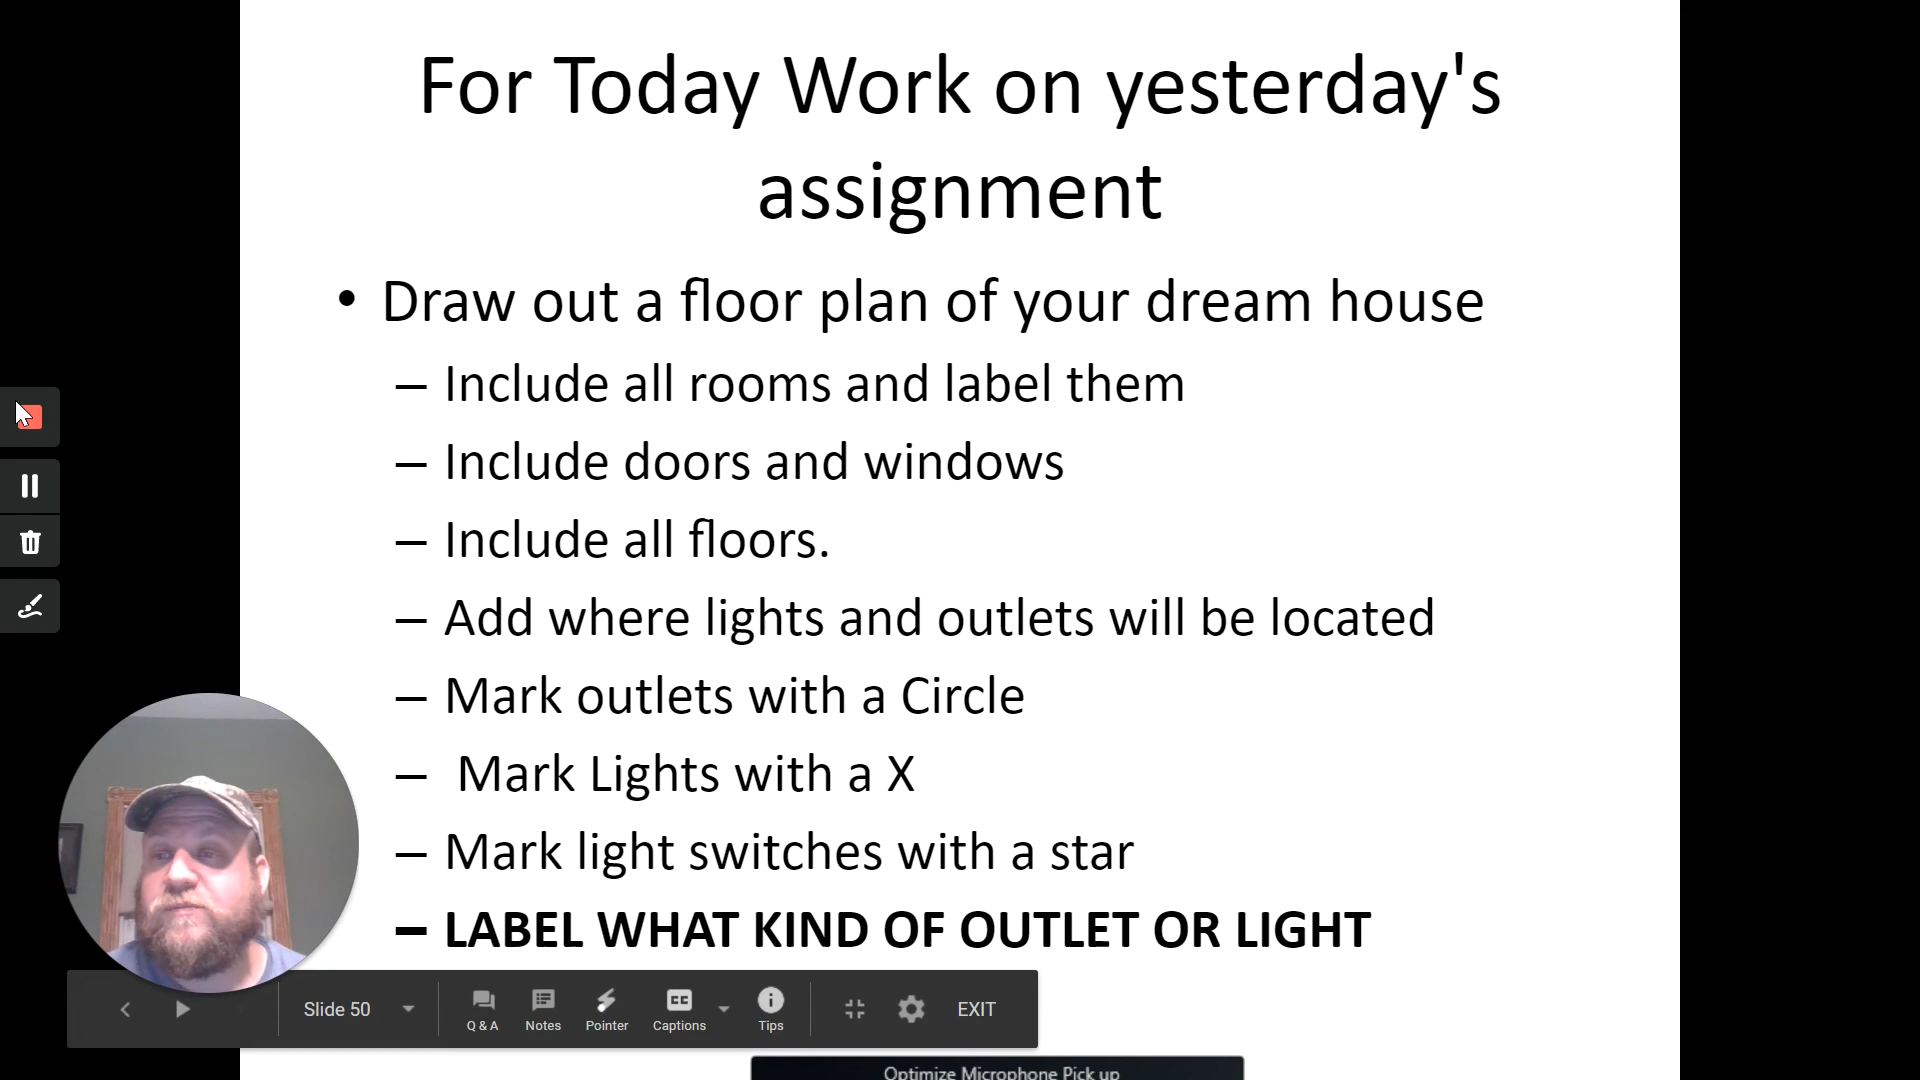 For Today Work on yesterday's
assignment
• Draw out a floor plan of your dream house
– Include all rooms and label them
– Include doors and windows
– Include all floors.
– Add where lights and outlets will be located
– Mark outlets with a Circle
– Mark Lights with a X
– Mark light switches with a star
– LABEL WHAT KIND OF OUTLET OR LIGHT
Slide 50
Q & A
Notes
Pointer
CC
Captions
Tips
EXIT
Optimize Microphone Pick up